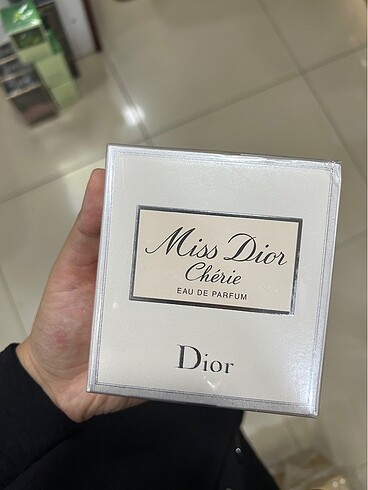 Miss Dior
Chérie
EAU DE PARFUM
Dior